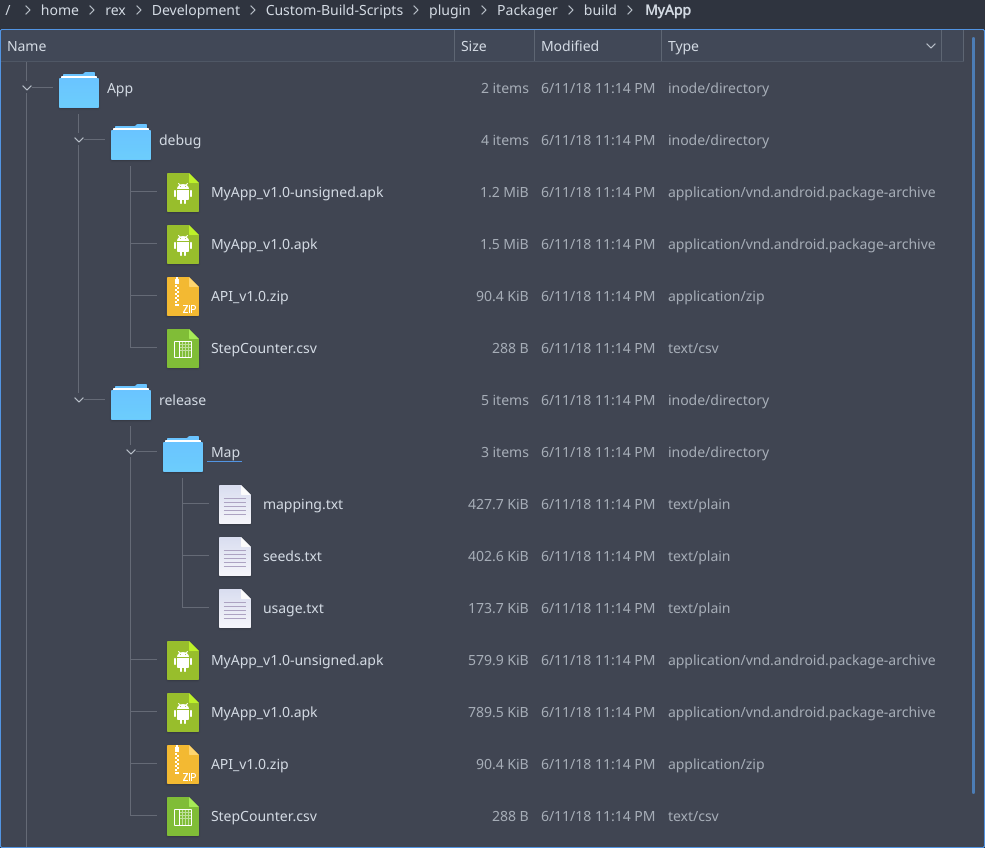 / > home > rex > Development > Custom-Build-Scripts > plugin > Packager > build > MyApp
Name Size Modified Type
App 2 items 6/11/18 11:14 PM inode/directory
debug 4 items 6/11/18 11:14 PM inode/directory
MyApp_v1.0-unsigned.apk 1.2 MiB 6/11/18 11:14 PM application/vnd.android.package-archive
MyApp_v1.0.apk 1.5 MiB 6/11/18 11:14 PM application/vnd.android.package-archive
ZIP API_v1.0.zip 90.4 KiB 6/11/18 11:14 PM application/zip
StepCounter.csv 288 B 6/11/18 11:14 PM text/csv
release 5 items 6/11/18 11:14 PM inode/directory
Map 3 items 6/11/18 11:14 PM inode/directory
mapping.txt 427.7 KiB 6/11/18 11:14 PM text/plain
seeds.txt 402.6 KiB 6/11/18 11:14 PM text/plain
usage.txt 173.7 KiB 6/11/18 11:14 PM text/plain
MyApp_v1.0-unsigned.apk 579.9 KiB 6/11/18 11:14 PM application/vnd.android.package-archive
MyApp_v1.0.apk 789.5 KiB 6/11/18 11:14 PM application/vnd.android.package-archive
ZIP API_v1.0.zip 90.4 KiB 6/11/18 11:14 PM application/zip
StepCounter.csv 288 B 6/11/18 11:14 PM text/csv